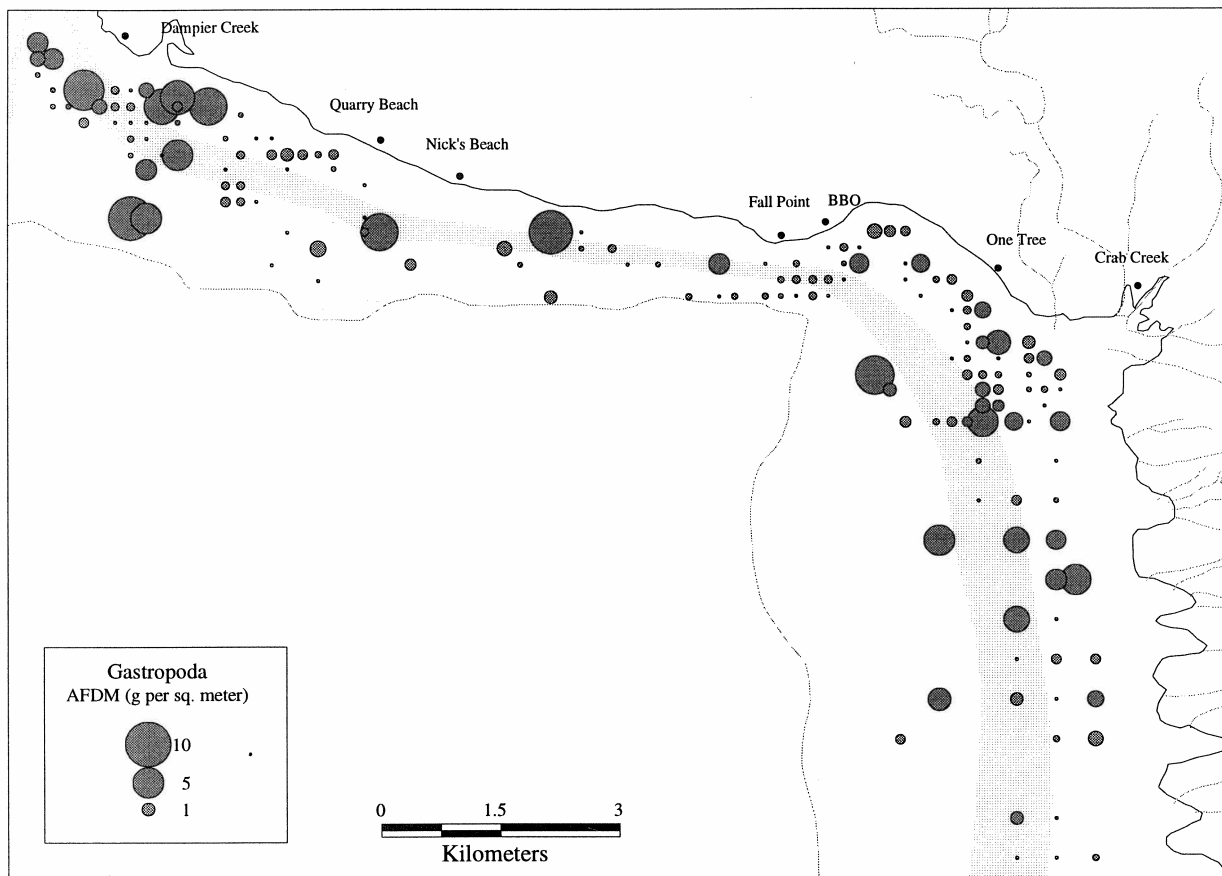 Dampier Creek
Quarry Beach
Nick's Beach
Fall Point
BBO
One Tree
Crab Creek
Gastropoda
AFDM (g per sq. meter)
10
5
1
0 1.5 3
Kilometers